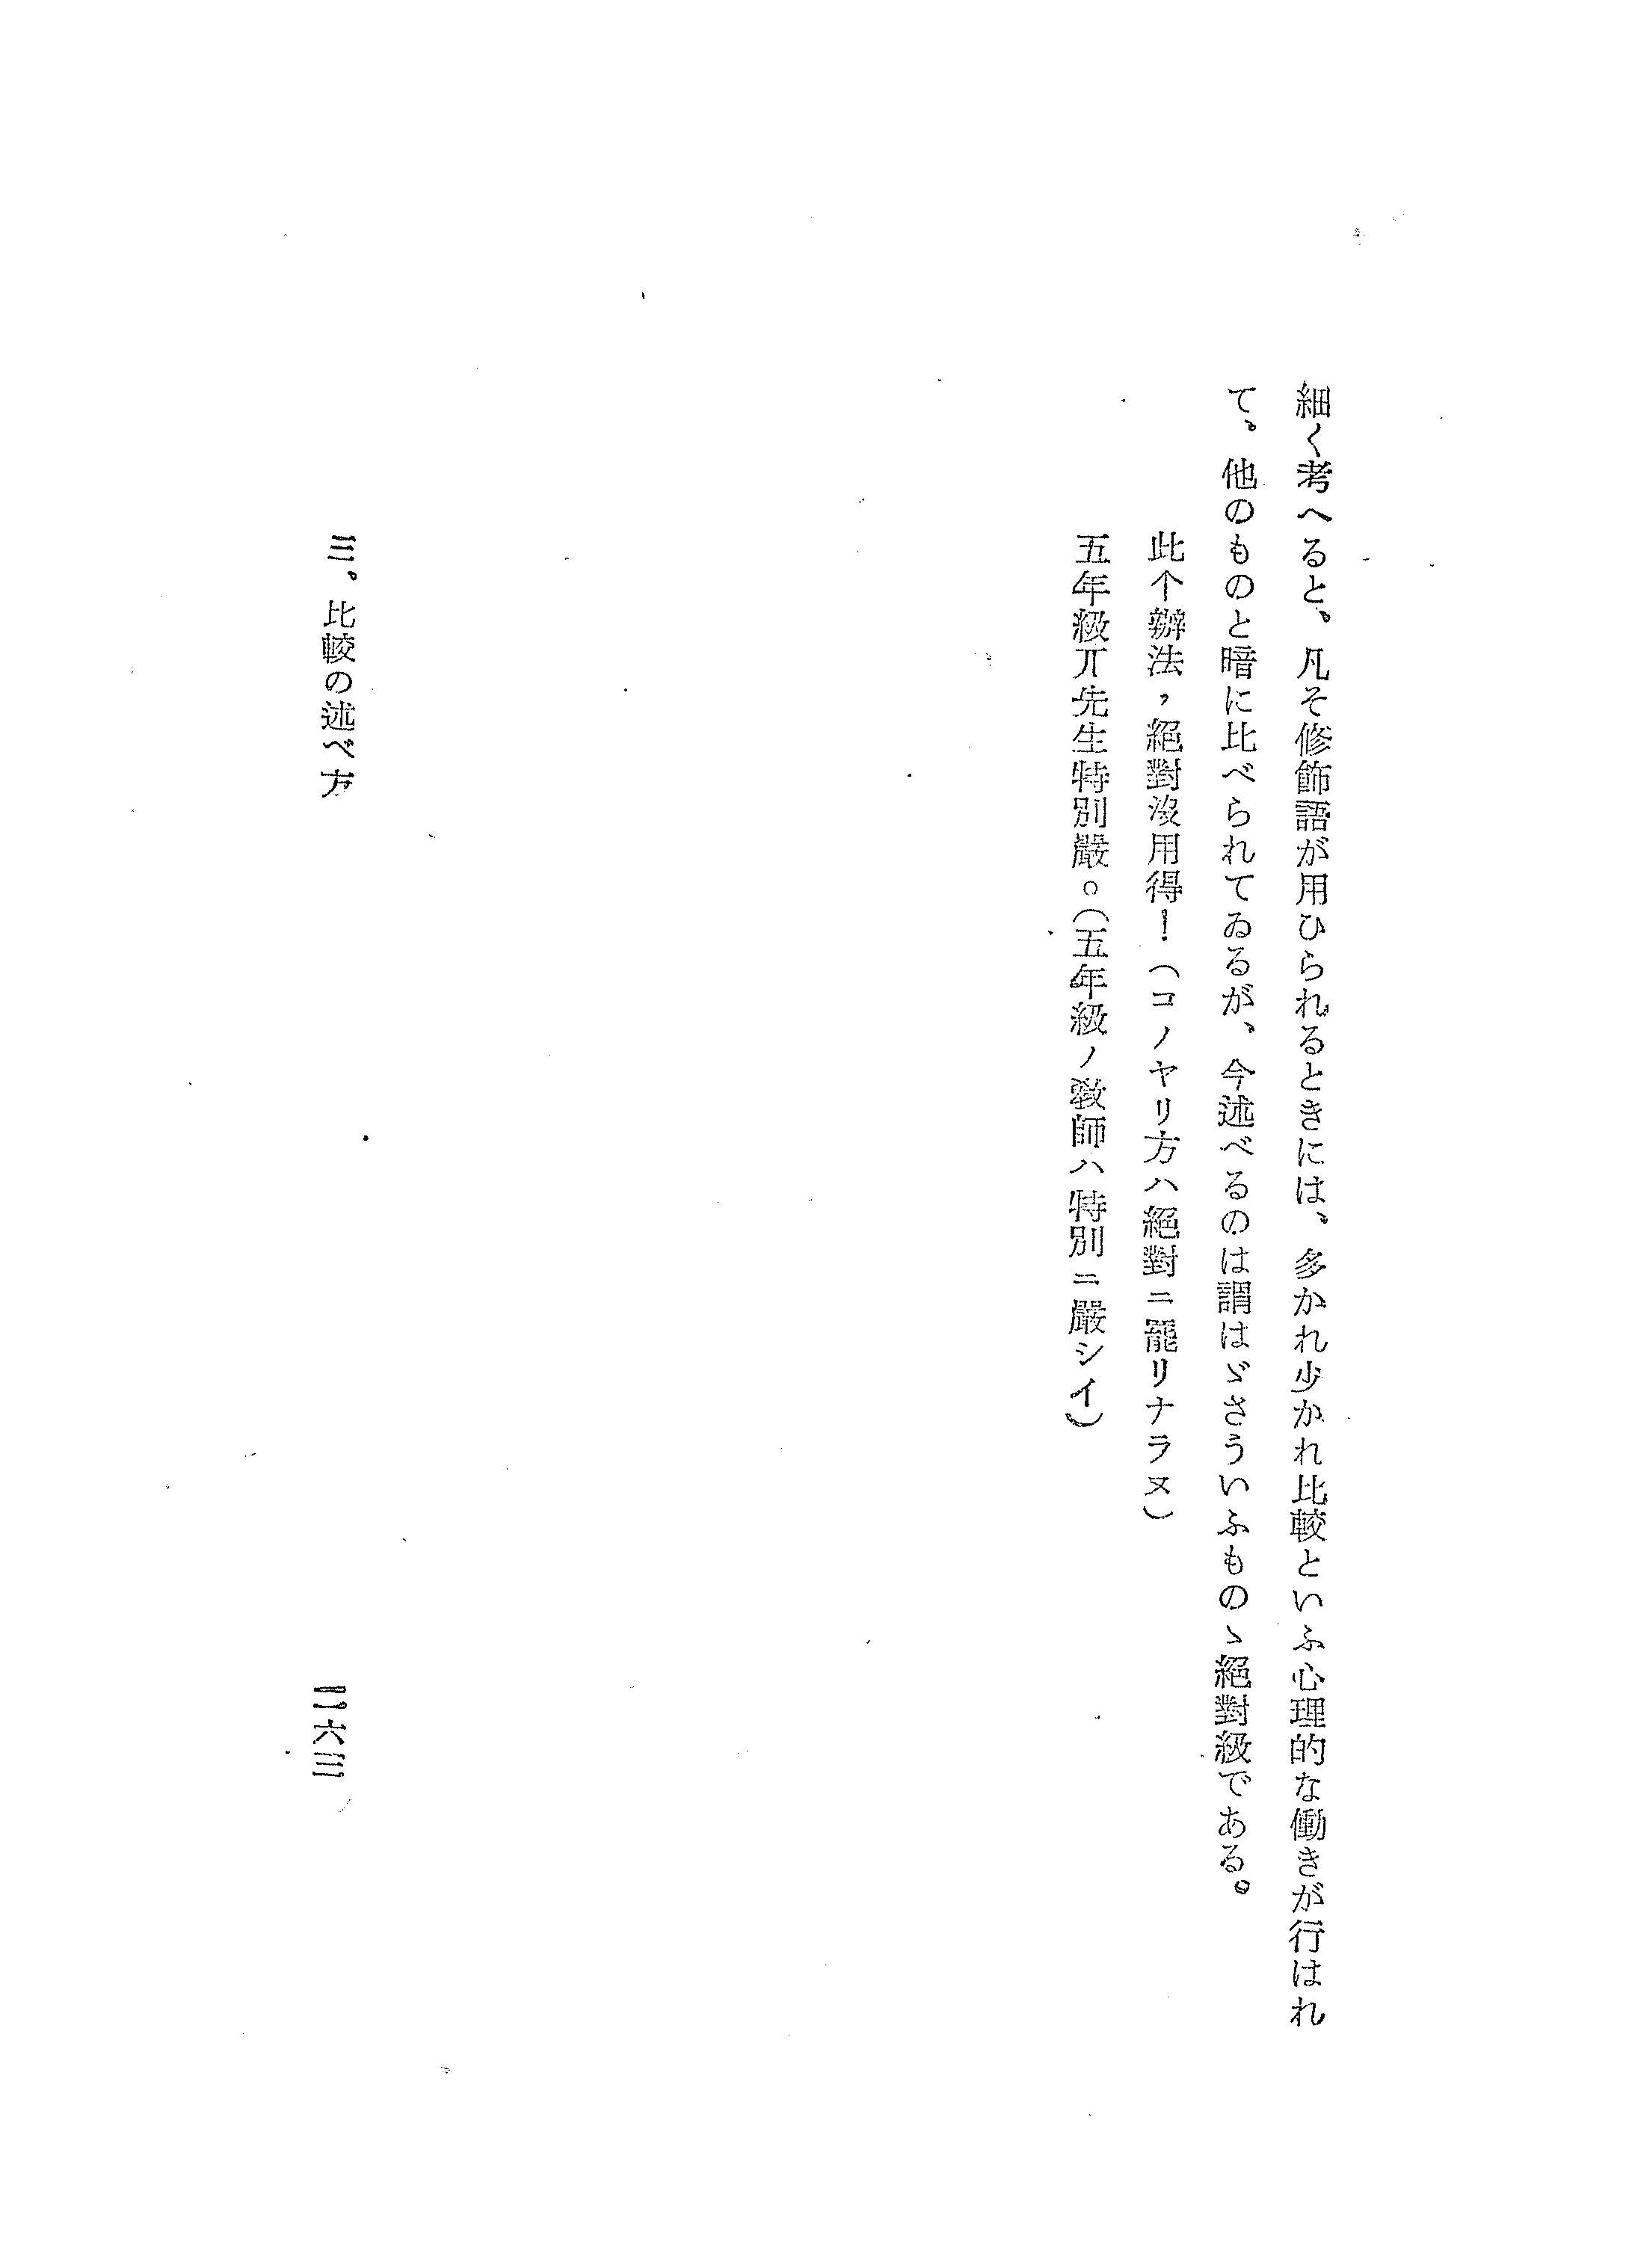 細く考へると、凡そ修飾語が用ひられるときには、多かれ少かれ比較といふ心理的な働きが行はれ
て。他のものと暗に比べられてゐるが、今述べるのは謂はゞさういふものゝ絕對級である。
此个辦法，絕對沒用得！（コノヤリ方ハ絕對ニ罷リナラヌ）
五年級丌先生特別嚴。（五年級ノ敎師ハ特別ニ嚴シイ）
三。比較の述べ方
二六三